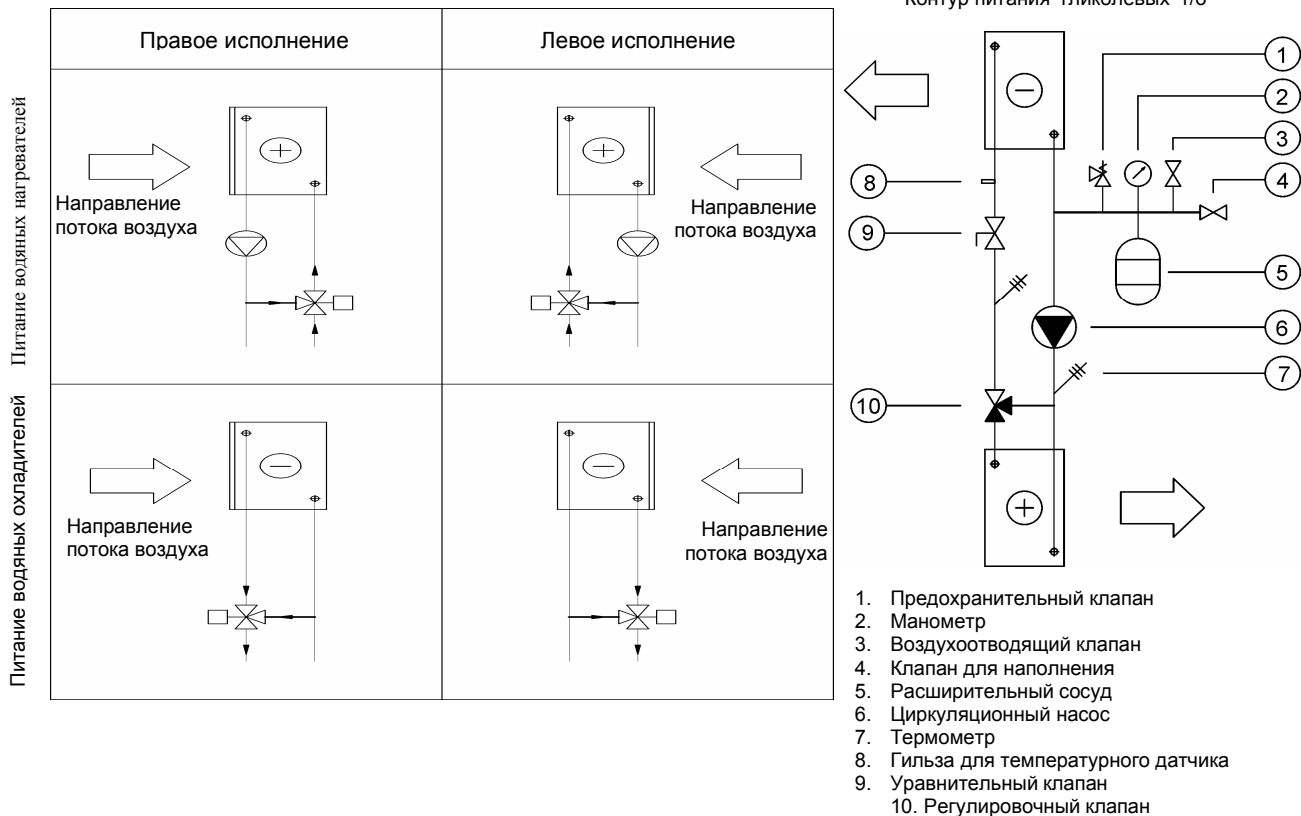 Контур питания гликолевых т/о
Правое исполнение
Левое исполнение
Питание водяных нагревателей
Направление
потока воздуха
Направление
потока воздуха
Питание водяных охладителей
Направление
потока воздуха
Направление
потока воздуха
1
2
3
4
5
6
7
8
9
10
1. Предохранительный клапан
2. Манометр
3. Воздухоотводящий клапан
4. Клапан для наполнения
5. Расширительный сосуд
6. Циркуляционный насос
7. Термометр
8. Гильза для температурного датчика
9. Уравнительный клапан
10. Регулировочный клапан